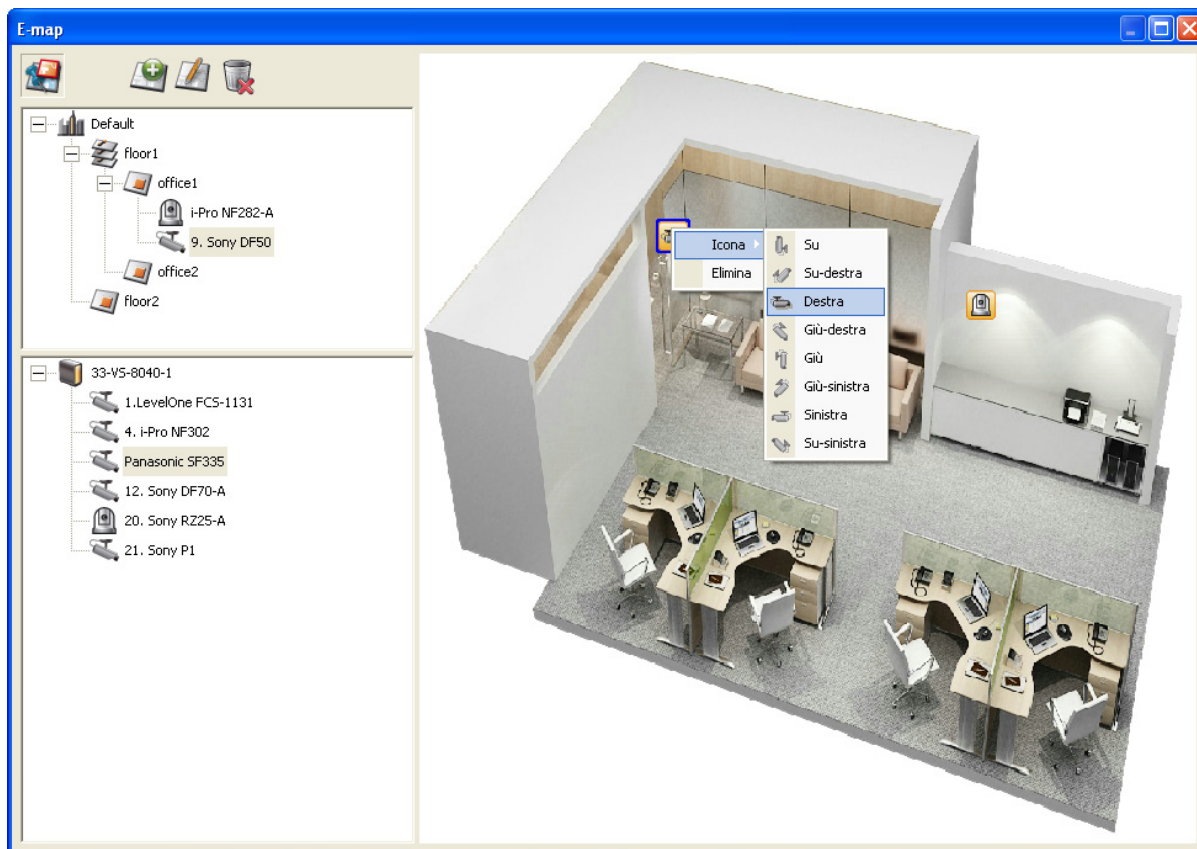 E-map
Default
floor1
office1
i-Pro NF282-A
9. Sony DF50
office2
floor2
33-VS-8040-1
1.LevelOne FCS-1131
4. i-Pro NF302
Panasonic SF335
12. Sony DF70-A
20. Sony RZ25-A
21. Sony P1
Icona
Elimina
Su
Su-destra
Destra
Giù-destra
Giù
Giù-sinistra
Sinistra
Su-sinistra